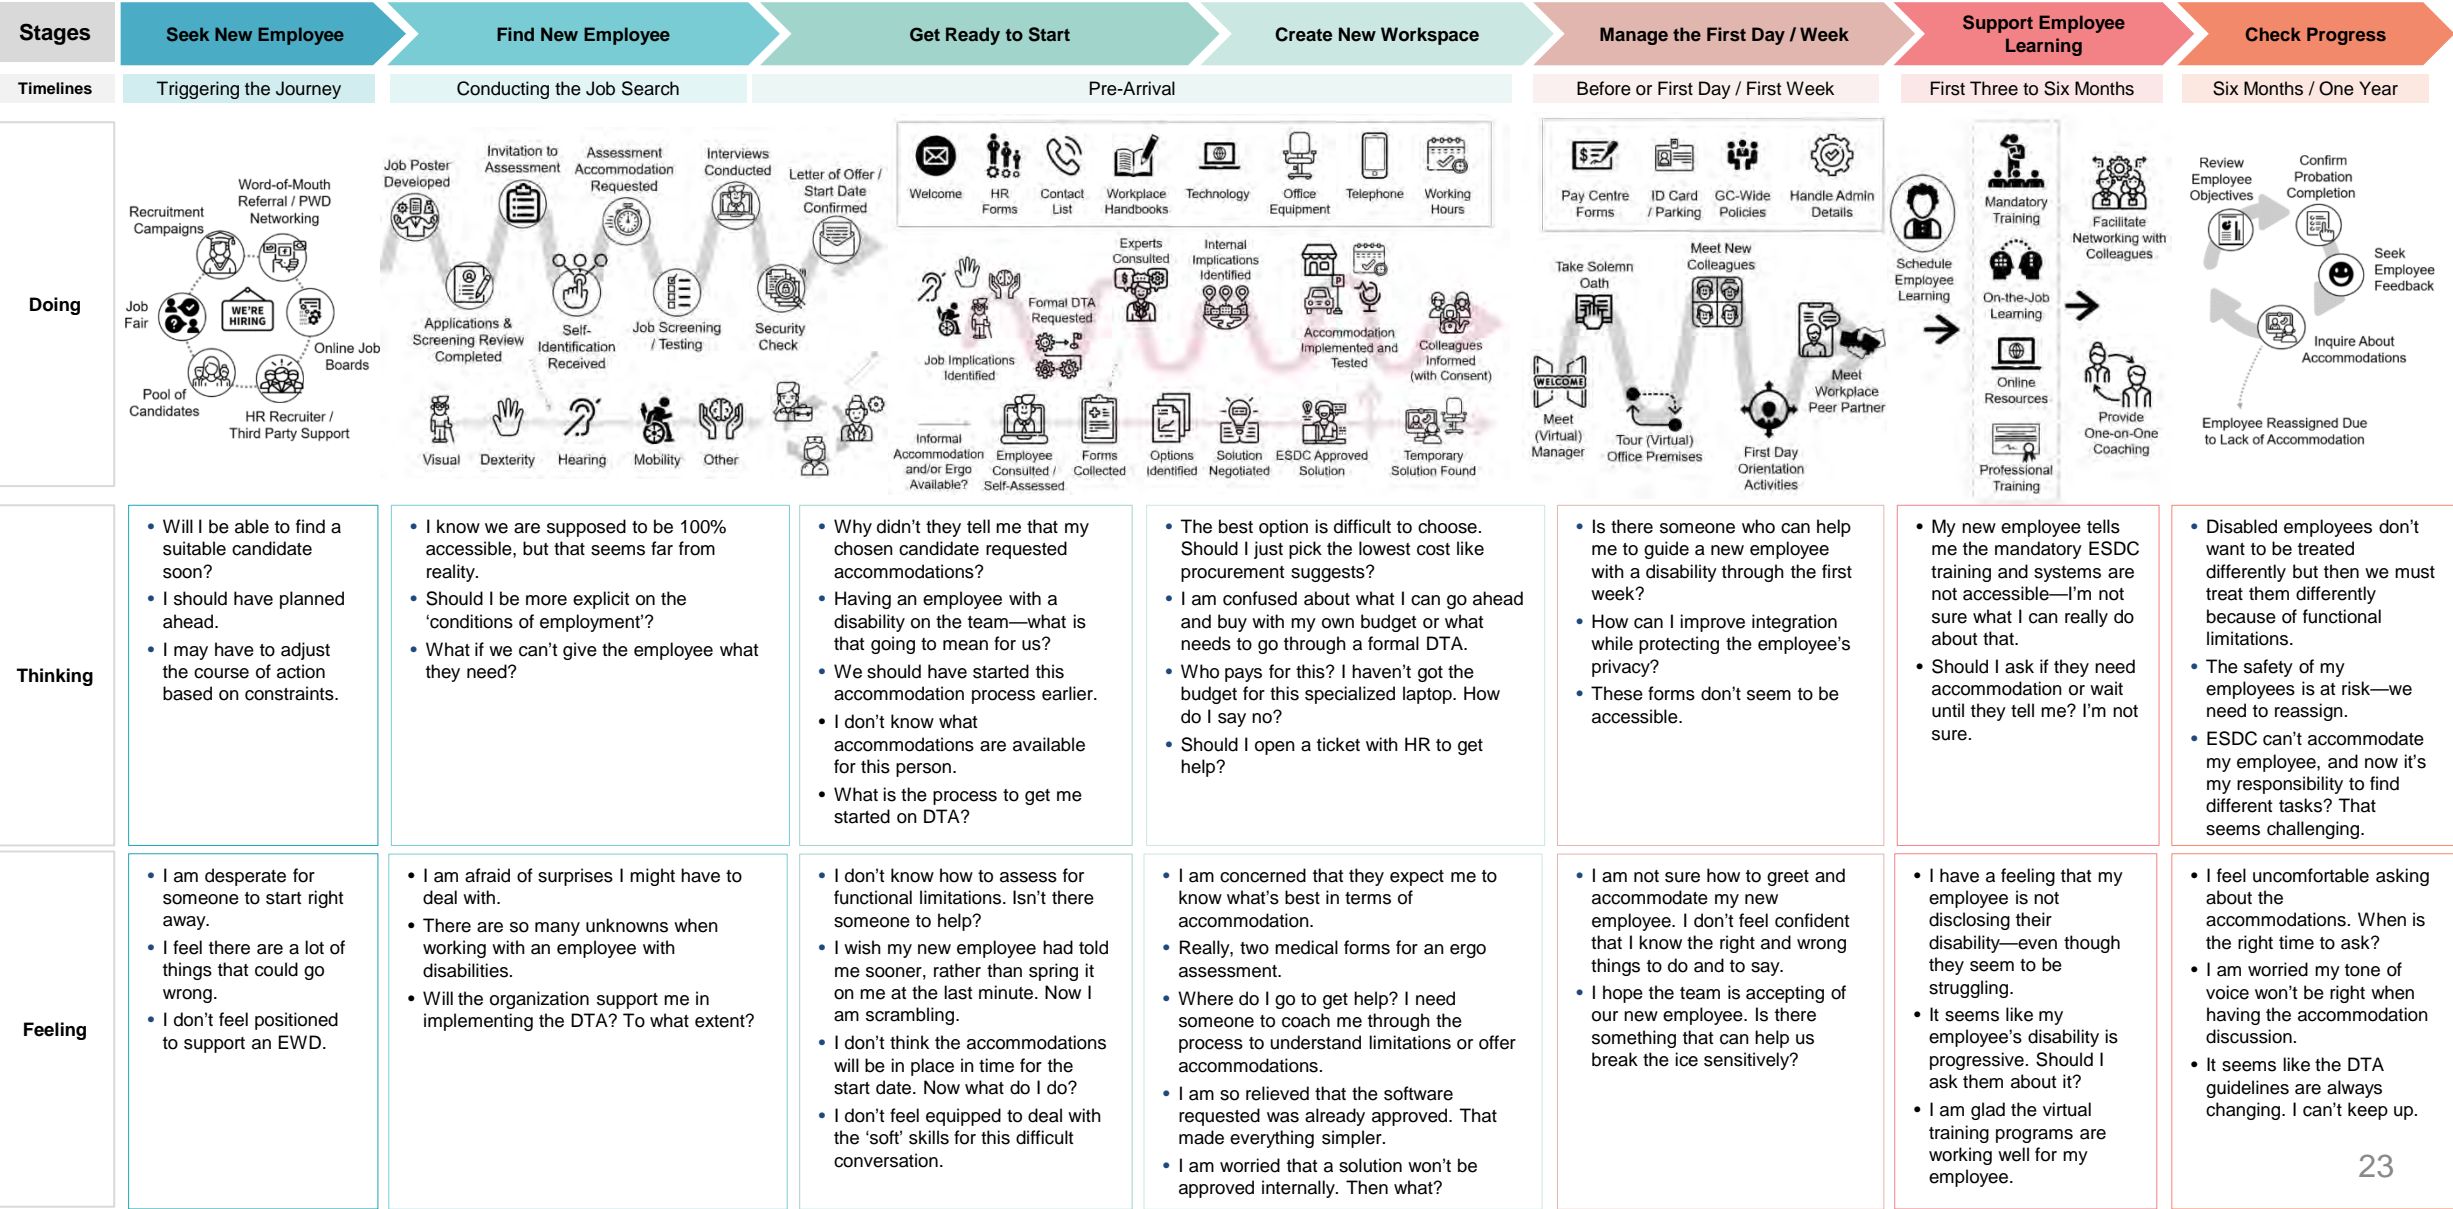 Stages
Seek New Employee
Find New Employee
Get Ready to Start
Create New Workspace
Manage the First Day / Week
Support Employee
Learning
Check Progress
Timelines
Triggering the Journey
Conducting the Job Search
Pre-Arrival
Before or First Day / First Week
First Three to Six Months
Six Months / One Year
Doing
Word-of-Mouth
Referral / PWD
Networking
Recruitment
Campaigns
Job
Fair
WE'RE
HIRING
Online Job
Boards
Pool of
Candidates
HR Recruiter /
Third Party Support
Job Poster
Developed
Invitation to
Assessment
Assessment
Accommodation
Requested
Interviews
Conducted
Letter of Offer /
Start Date
Confirmed
Applications &
Screening Review
Completed
Self-
Identification
Received
Job Screening
/ Testing
Security
Check
Visual
Dexterity
Hearing
Mobility
Other
Welcome
HR
Forms
Contact
List
Workplace
Handbooks
Technology
Office
Equipment
Telephone
Working
Hours
Experts
Consulted
Internal
Implications
Identified
Formal DTA
Requested
Job Implications
Identified
Accommodation
Implemented and
Tested
Colleagues
Informed
(with Consent)
Informal
Accommodation
and/or Ergo
Available?
Employee
Consulted /
Self-Assessed
Forms
Collected
Options
Identified
Solution
Negotiated
ESDC Approved
Solution
Temporary
Solution Found
Pay Centre
Forms
ID Card
/ Parking
GC-Wide
Policies
Handle Admin
Details
Take Solemn
Oath
Meet New
Colleagues
WELCOME
Meet
(Virtual)
Manager
Tour (Virtual)
Office Premises
First Day
Orientation
Activities
Meet
Workplace
Peer Partner
Schedule
Employee
Learning
Mandatory
Training
On-the-Job
Learning
Online
Resources
Professional
Training
Facilitate
Networking with
Colleagues
Provide
One-on-One
Coaching
Review
Employee
Objectives
Confirm
Probation
Completion
Seek
Employee
Feedback
Inquire About
Accommodations
Employee Reassigned Due
to Lack of Accommodation
Thinking
• Will I be able to find a
suitable candidate
soon?
• I should have planned
ahead.
• I may have to adjust
the course of action
based on constraints.
• I know we are supposed to be 100%
accessible, but that seems far from
reality.
• Should I be more explicit on the
‘conditions of employment’?
• What if we can’t give the employee what
they need?
• Why didn’t they tell me that my
chosen candidate requested
accommodations?
• Having an employee with a
disability on the team—what is
that going to mean for us?
• We should have started this
accommodation process earlier.
• I don’t know what
accommodations are available
for this person.
• What is the process to get me
started on DTA?
• The best option is difficult to choose.
Should I just pick the lowest cost like
procurement suggests?
• I am confused about what I can go ahead
and buy with my own budget or what
needs to go through a formal DTA.
• Who pays for this? I haven’t got the
budget for this specialized laptop. How
do I say no?
• Should I open a ticket with HR to get
help?
• Is there someone who can help
me to guide a new employee
with a disability through the first
week?
• How can I improve integration
while protecting the employee’s
privacy?
• These forms don’t seem to be
accessible.
• My new employee tells
me the mandatory ESDC
training and systems are
not accessible—I’m not
sure what I can really do
about that.
• Should I ask if they need
accommodation or wait
until they tell me? I’m not
sure.
• Disabled employees don’t
want to be treated
differently but then we must
treat them differently
because of functional
limitations.
• The safety of my
employees is at risk—we
need to reassign.
• ESDC can’t accommodate
my employee, and now it’s
my responsibility to find
different tasks? That
seems challenging.
Feeling
• I am desperate for
someone to start right
away.
• I feel there are a lot of
things that could go
wrong.
• I don’t feel positioned
to support an EWD.
• I am afraid of surprises I might have to
deal with.
• There are so many unknowns when
working with an employee with
disabilities.
• Will the organization support me in
implementing the DTA? To what extent?
• I don’t know how to assess for
functional limitations. Isn’t there
someone to help?
• I wish my new employee had told
me sooner, rather than spring it
on me at the last minute. Now I
am scrambling.
• I don’t think the accommodations
will be in place in time for the
start date. Now what do I do?
• I don’t feel equipped to deal with
the ‘soft’ skills for this difficult
conversation.
• I am concerned that they expect me to
know what’s best in terms of
accommodation.
• Really, two medical forms for an ergo
assessment.
• Where do I go to get help? I need
someone to coach me through the
process to understand limitations or offer
accommodations.
• I am so relieved that the software
requested was already approved. That
made everything simpler.
• I am worried that a solution won’t be
approved internally. Then what?
• I am not sure how to greet and
accommodate my new
employee. I don’t feel confident
that I know the right and wrong
things to do and to say.
• I hope the team is accepting of
our new employee. Is there
something that can help us
break the ice sensitively?
• I have a feeling that my
employee is not
disclosing their
disability—even though
they seem to be
struggling.
• It seems like my
employee’s disability is
progressive. Should I
ask them about it?
• I am glad the virtual
training programs are
working well for my
employee.
• I feel uncomfortable asking
about the
accommodations. When is
the right time to ask?
• I am worried my tone of
voice won’t be right when
having the accommodation
discussion.
• It seems like the DTA
guidelines are always
changing. I can’t keep up.
23